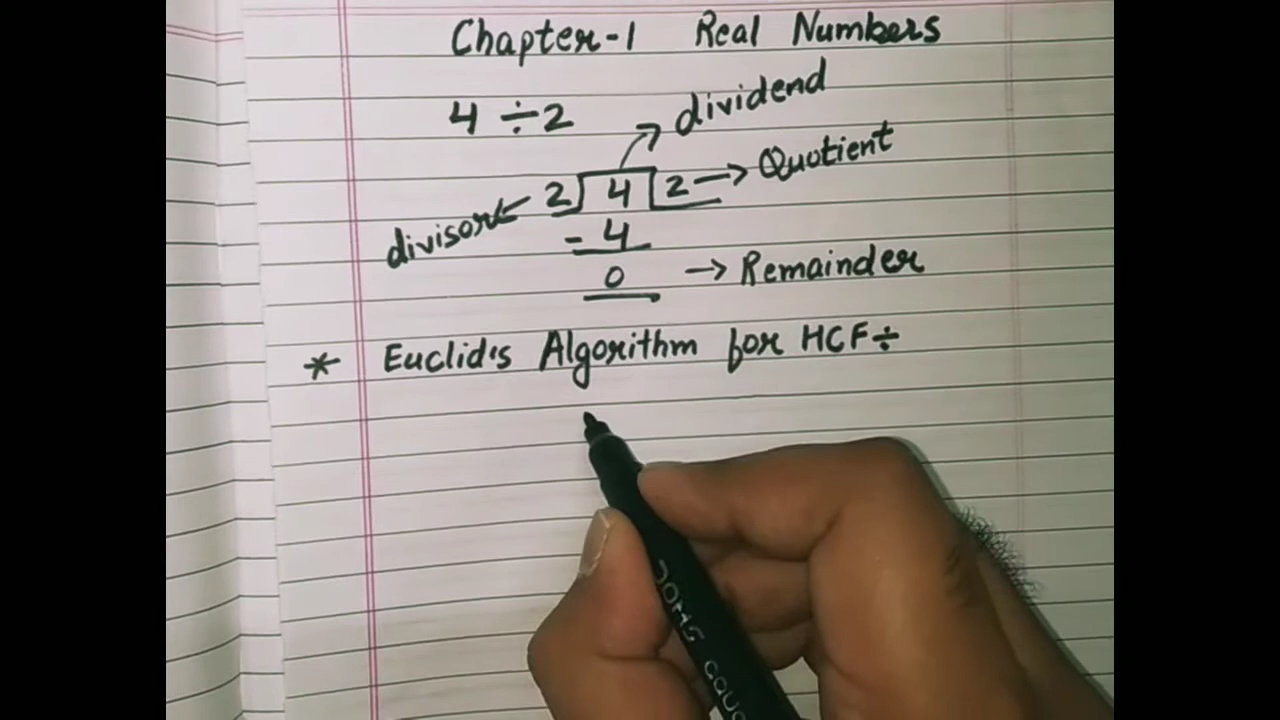 Chapter-1 Real Numbers
4 ÷ 2
dividend
2 4 2 → Quotient
divisor
- 4
0 → Remainder
* Euclid's Algorithm for HCF÷
DOMS